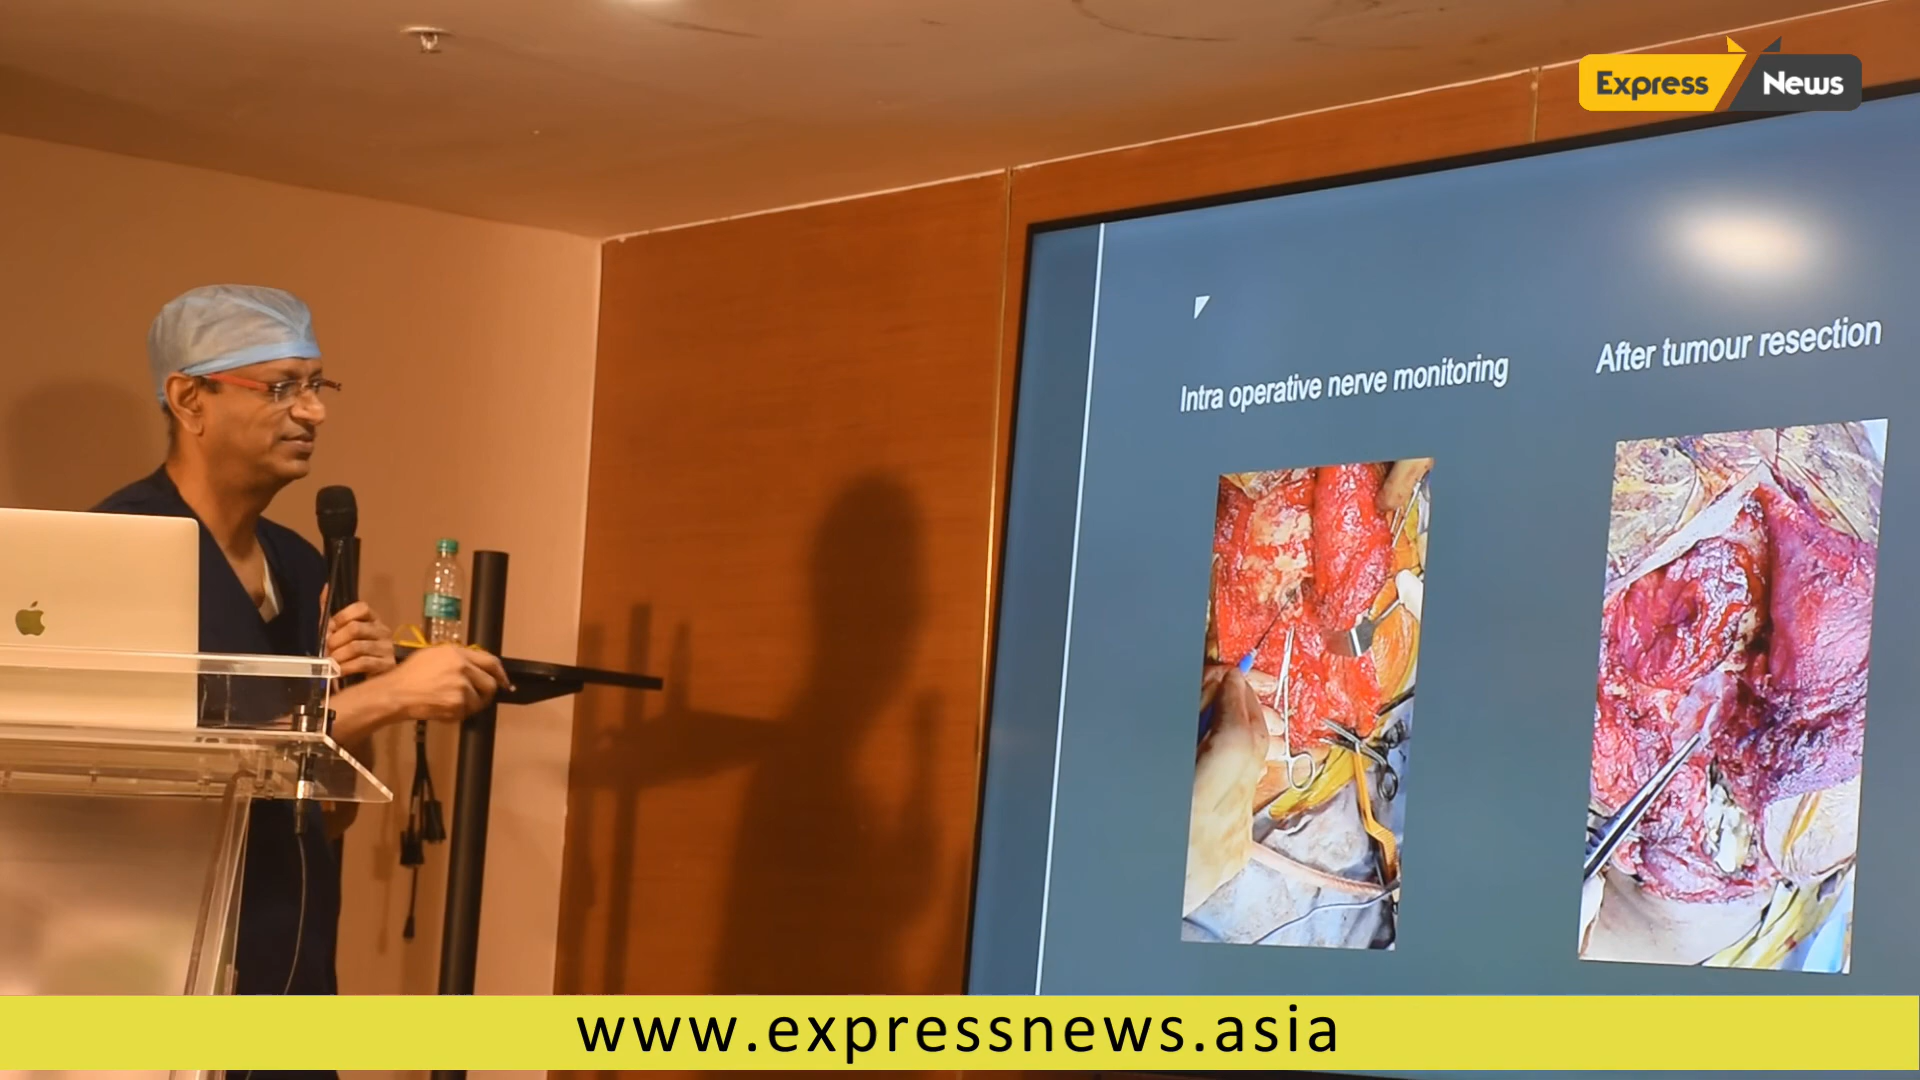 Express News
After tumour resection
Intra operative nerve monitoring
www.expressnews.asia